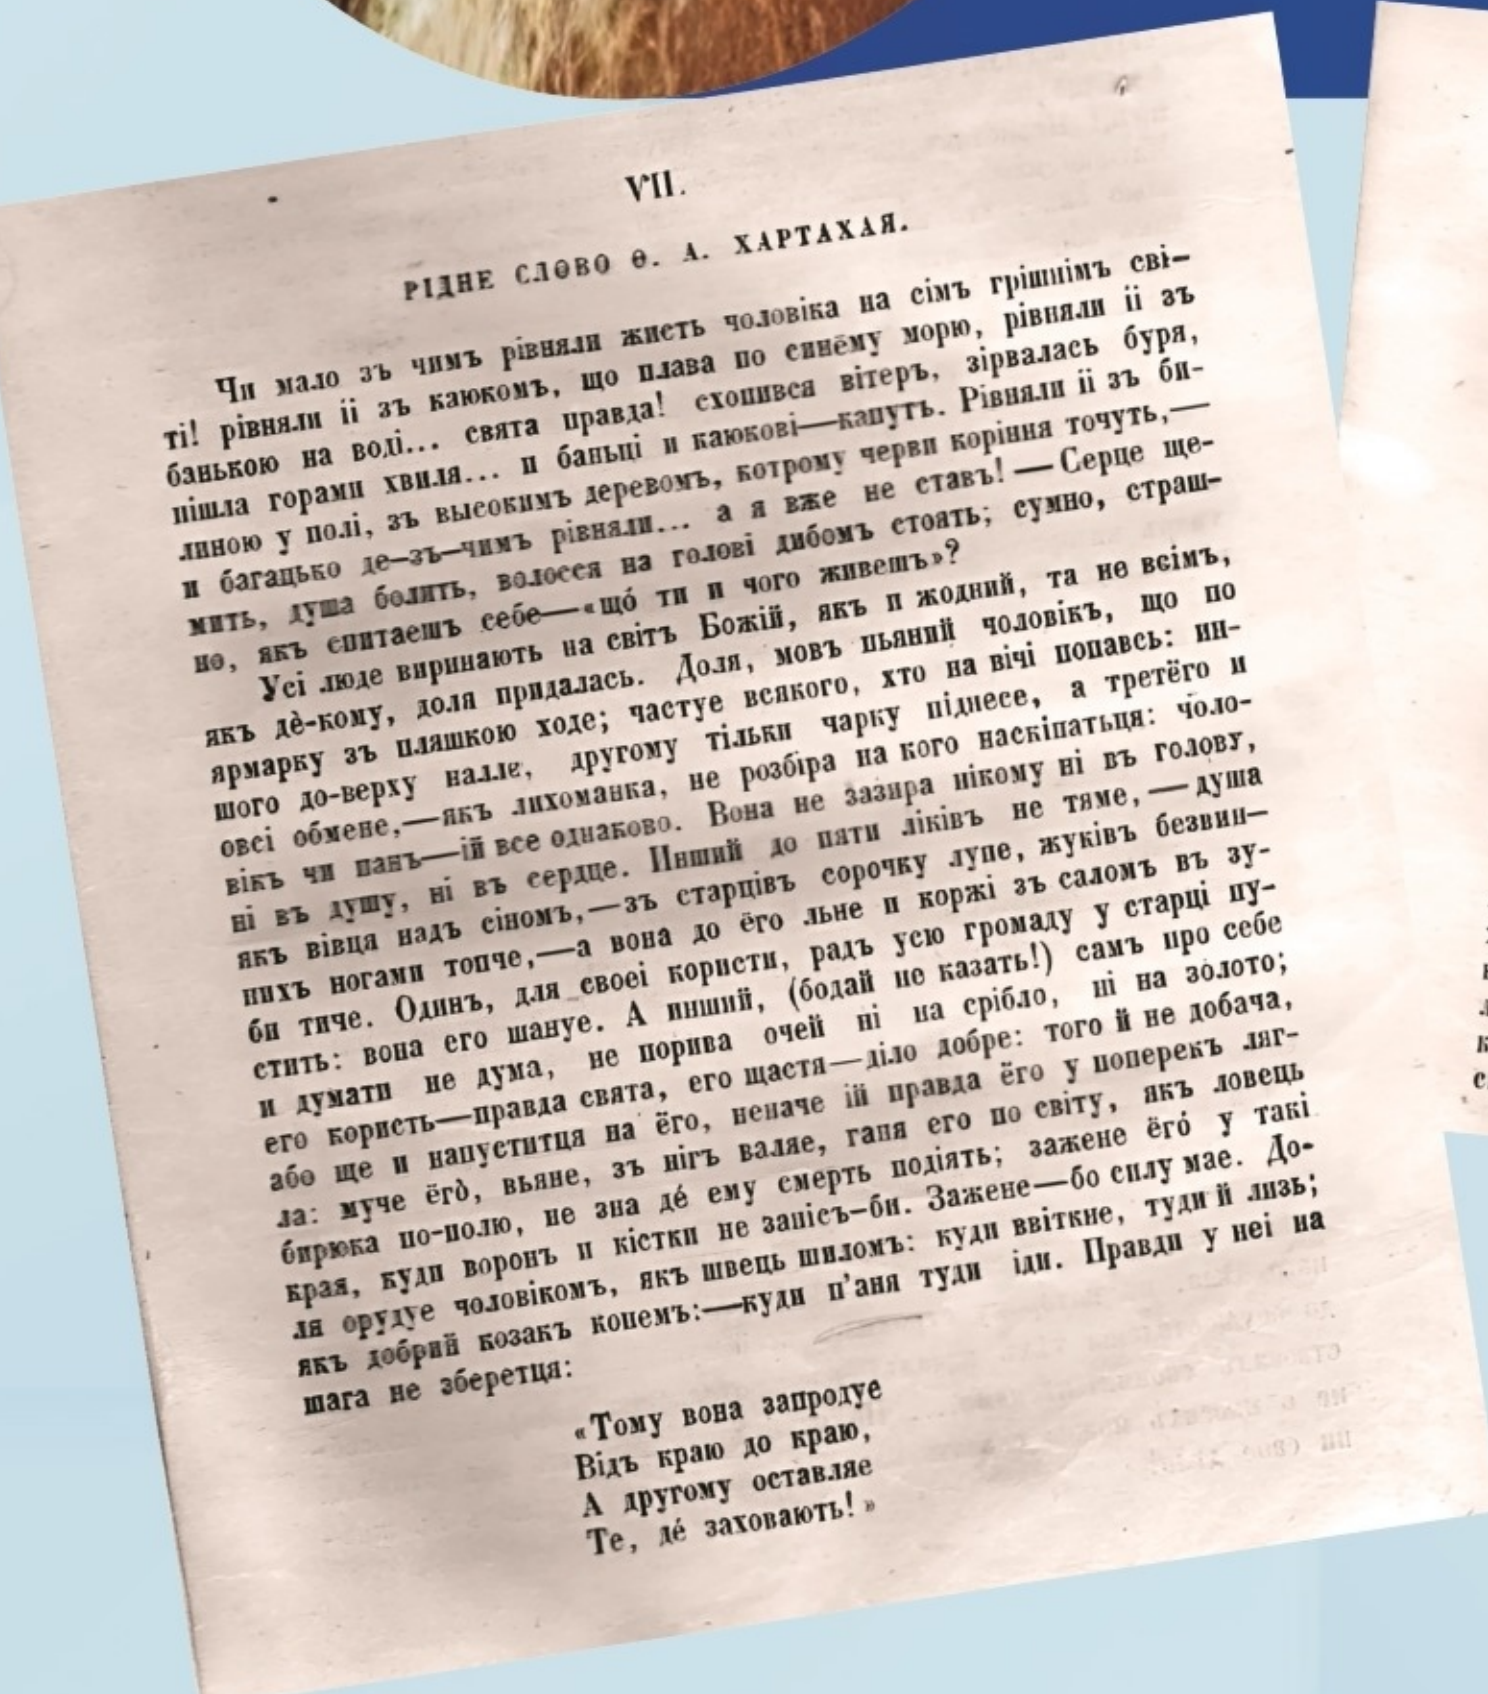 VII.
РІДНЕ СЛОВО Ѳ. А. ХАРТАХАЯ.
Чи мало зъ чимъ рівняли жисть чоловіка на сімъ грішнімъ сві-
ті! рівняли іі зъ каюкомъ, що плава по синёму морю, рівняли іі зъ
банькою на воді... свята правда! схопився вітеръ, зірвалась буря,
пішла горами хвиля... и баньці и каюкові—капутъ. Рівняли іі зъ би-
линою у полі, зъ высокимъ деревомъ, котрому черви коріння точуть,—
и багацько де-зъ-чимъ рівняли... а я вже не ставъ! — Серце ще-
мить, душа болить, волосся на голові дибомъ стоять; сумно, страш-
но, якъ спитаешъ себе—«що́ ти и чого живешъ»?
Усі люде виринають на світъ Божій, якъ и жодний, та не всімъ,
якъ дѐ-кому, доля придалась. Доля, мовъ пьяний чоловікъ, що по
ярмарку зъ пляшкою ходе; частуе всякого, хто на вічі попавсь: ин-
шого до-верху налле, другому тільки чарку піднесе, а третёго и
овсі обмене,—якъ лихоманка, не розбіра на кого наскіпатьця: чоло-
вікъ чи панъ—ій все однаково. Вона не зазира нікому ні въ голову,
ні въ душу, ні въ сердце. Инший до пяти ліківъ не тяме, — душа
якъ вівця надъ сіномъ,—зъ старцівъ сорочку лупе, жуківъ безвин-
нихъ ногами топче,—а вона до ёго льне и коржі зъ саломъ въ зу-
би тиче. Одинъ, для своеі користи, радъ усю громаду у старці пу-
стить: вона его шануе. А инший, (бодай не казать!) самъ про себе
и думати не дума, не порива очей ні на срібло, ні на золото;
его користь—правда свята, его щастя—діло добре: того й не добача,
або ще и напуститця на ёго, неначе ій правда ёго у поперекъ ляг-
ла: муче ёго̀, вьяне, зъ нігъ валяе, ганя его по світу, якъ ловець
бирюка по-полю, не зна де́ ему смерть подіять; зажене ёго́ у такі
края, куди воронъ и кістки не запісъ-би. Зажене—бо силу мае. До-
ля орудуе чоловікомъ, якъ швець шиломъ: куди ввіткне, туди й лизь;
якъ добрий козакъ конемъ:—куди п'аня туди іди. Правди у неі на
шага не зберетця:
«Тому вона запродуе
Відъ краю до краю,
А другому оставляе
Те, де́ заховають!»